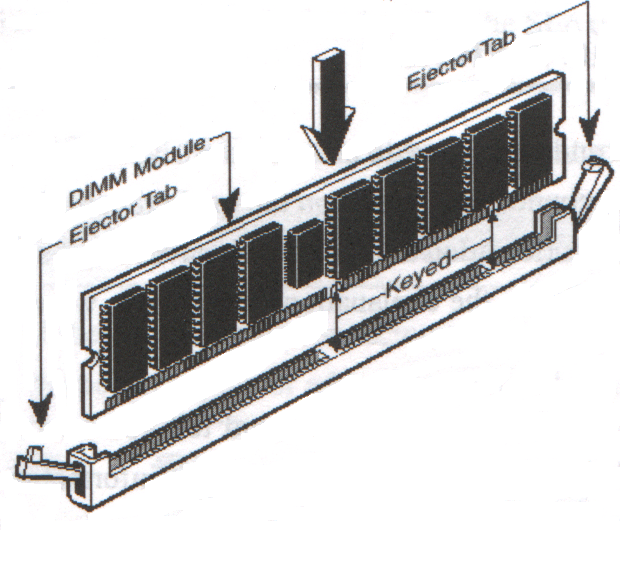 Ejector Tab
DIMM Module
Ejector Tab
Keyed